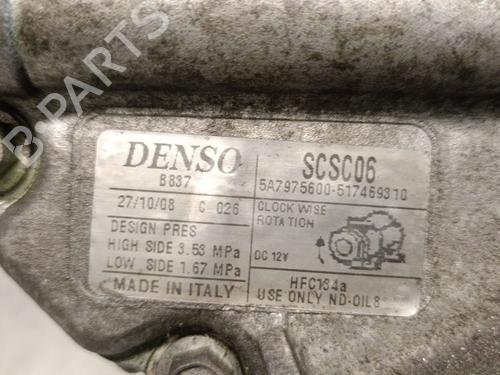 B-PARTS
DENSO
B837
27/10/08 C 026
DESIGN PRES
HIGH SIDE 3.53 MPa
LOW SIDE 1.67 MPa
MADE IN ITALY
SCSC06
5A7975600-517469310
CLOCK WISE
ROTATION
DC 12V
HFC134a
USE ONLY ND-OIL8